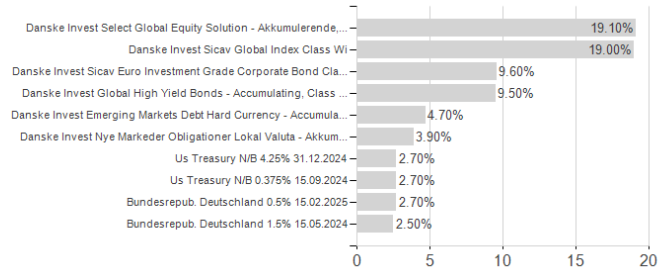 Danske Invest Select Global Equity Solution - Akkumulerende,... 19.10%
Danske Invest Sicav Global Index Class Wi 19.00%
Danske Invest Sicav Euro Investment Grade Corporate Bond Cla... 9.60%
Danske Invest Global High Yield Bonds - Accumulating, Class ... 9.50%
Danske Invest Emerging Markets Debt Hard Currency - Accumula... 4.70%
Danske Invest Nye Markeder Obligationer Lokal Valuta - Akkum... 3.90%
Us Treasury N/B 4.25% 31.12.2024 2.70%
Us Treasury N/B 0.375% 15.09.2024 2.70%
Bundesrepub. Deutschland 0.5% 15.02.2025 2.70%
Bundesrepub. Deutschland 1.5% 15.05.2024 2.50%
0 5 10 15 20